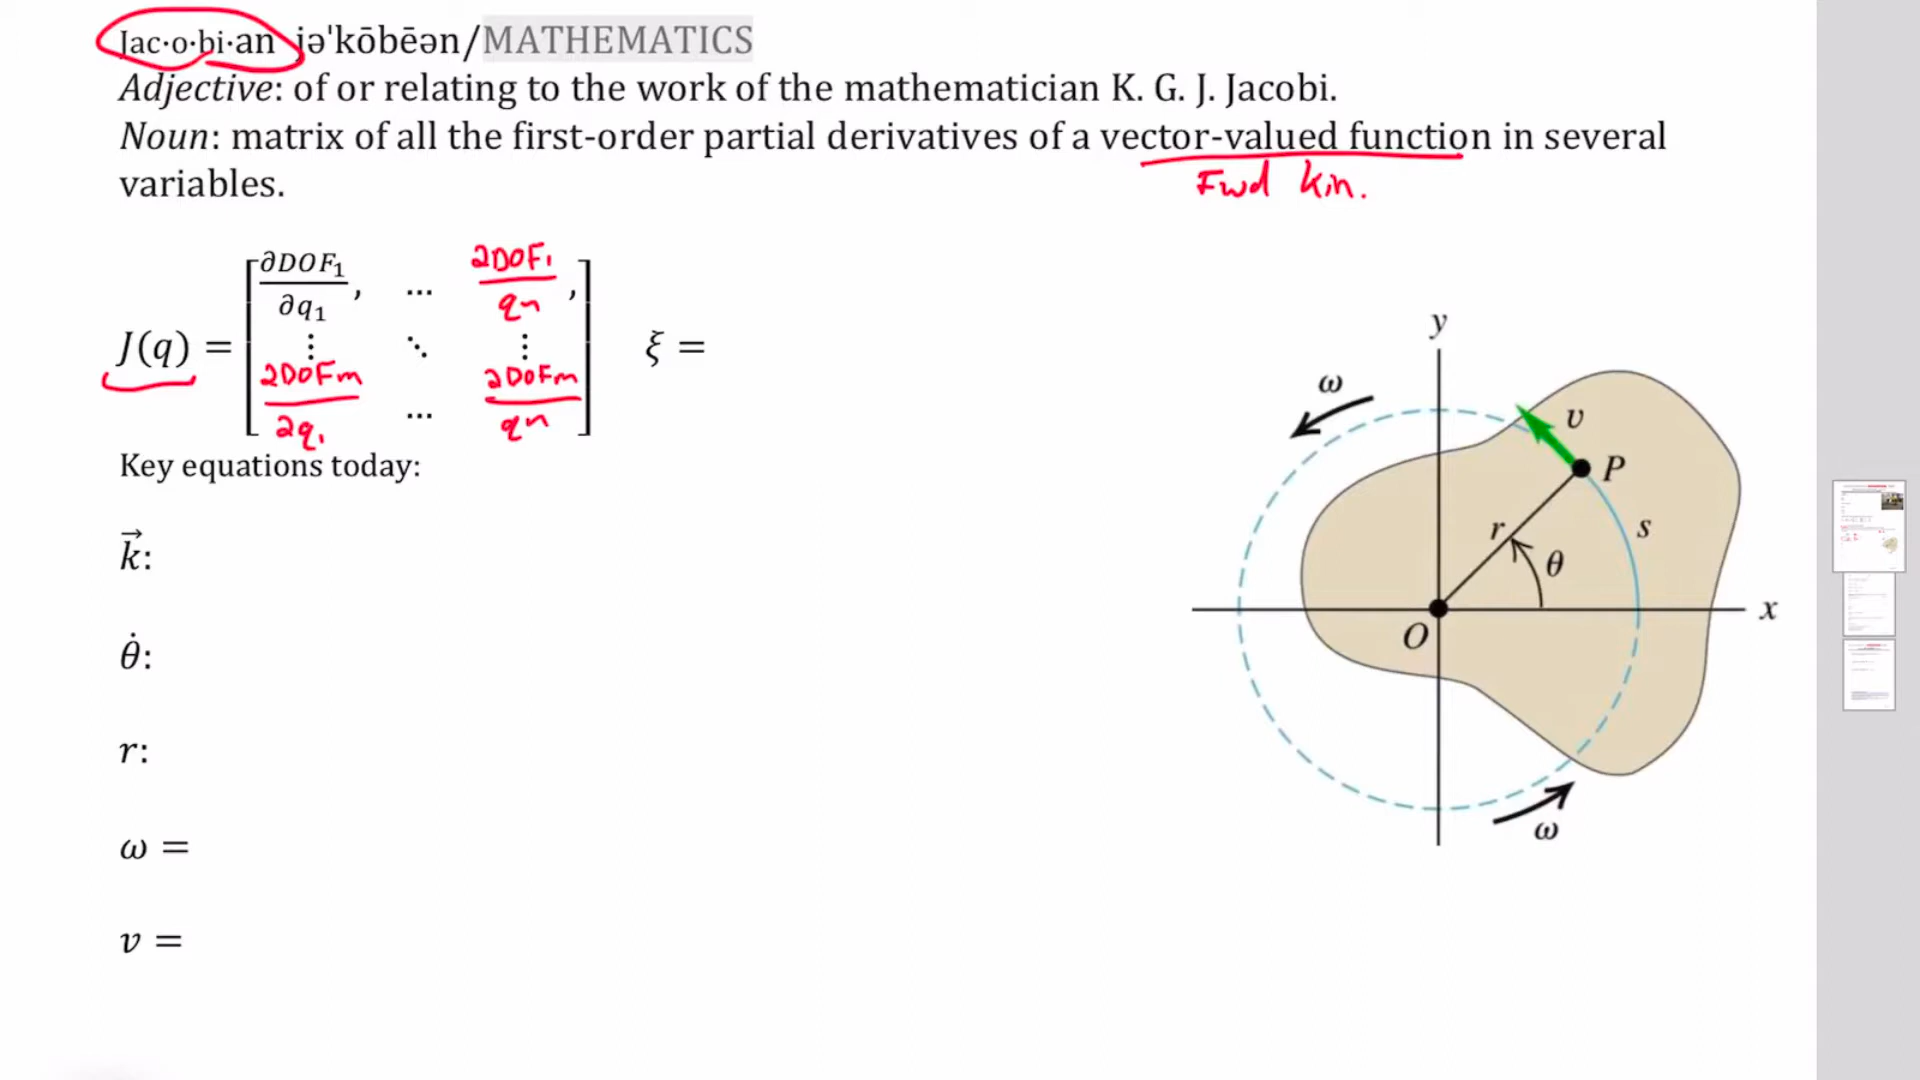 Jac·o·bi·an jəˈkōbēən/MATHEMATICS
Adjective: of or relating to the work of the mathematician K. G. J. Jacobi.
Noun: matrix of all the first-order partial derivatives of a vector-valued function in several
variables.
Fwd kin.
∂DOF₁ ... ∂DOF₁
∂q₁ , qn ,
J(q) = ⋮ ⋱ ⋮ ξ =
∂DOFm ... ∂DOFm
∂q₁ qn
Key equations today:
k⃗:
θ̇:
r:
ω =
v =
y
ω
v
P
r
s
θ
x
O
ω